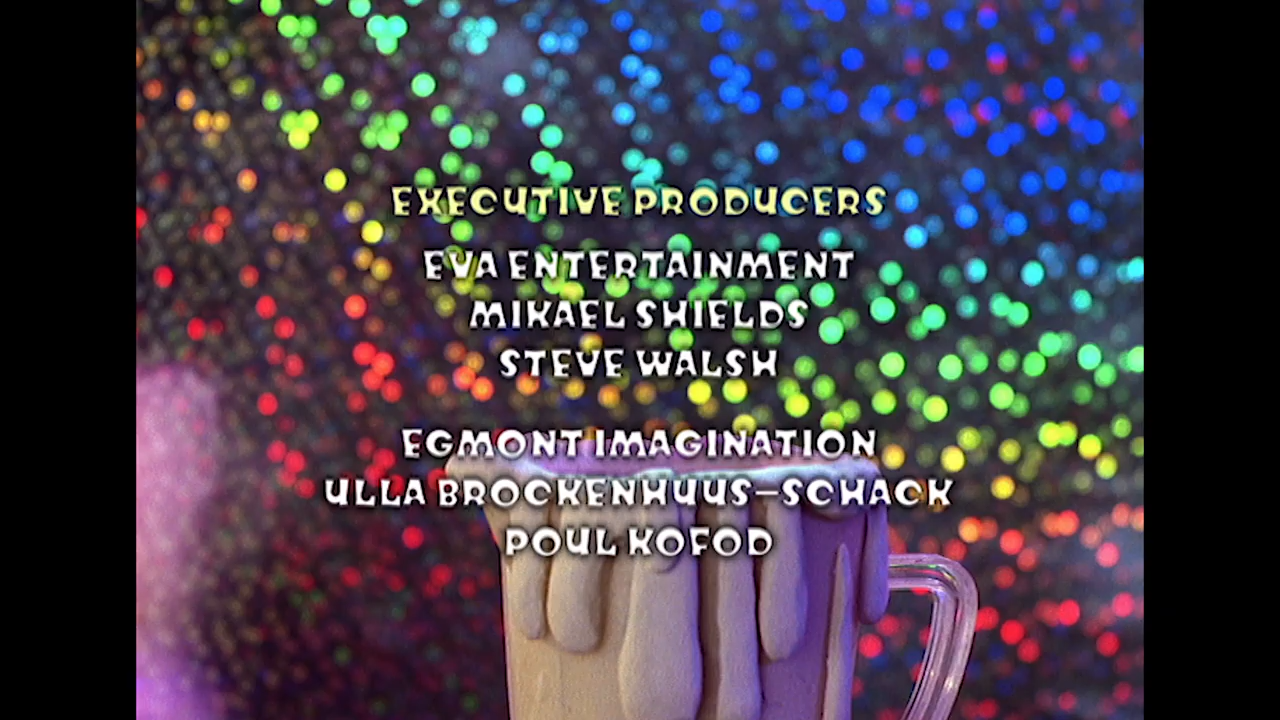 EXECUTIVE PRODUCERS
EVA ENTERTAINMENT
MIKAEL SHIELDS
STEVE WALSH
EGMONT IMAGINATION
ULLA BROCKENHUUS-SCHACK
POUL KOFOD